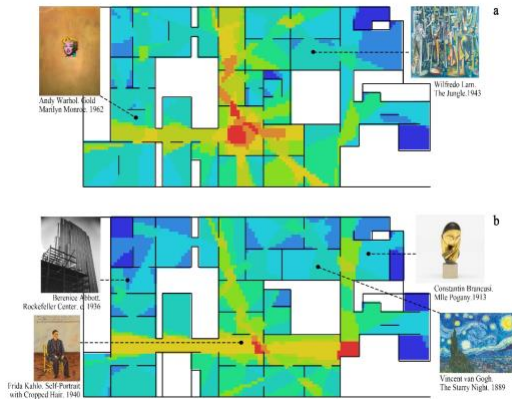 a
Andy Warhol. Gold
Marilyn Monroe. 1962
Wilfredo Lam.
The Jungle.1943
b
Berenice Abbott.
Rockefeller Center. c. 1936
Constantin Brancusi.
Mlle Pogany.1913
Frida Kahlo. Self-Portrait
with Cropped Hair. 1940
Vincent van Gogh.
The Starry Night. 1889